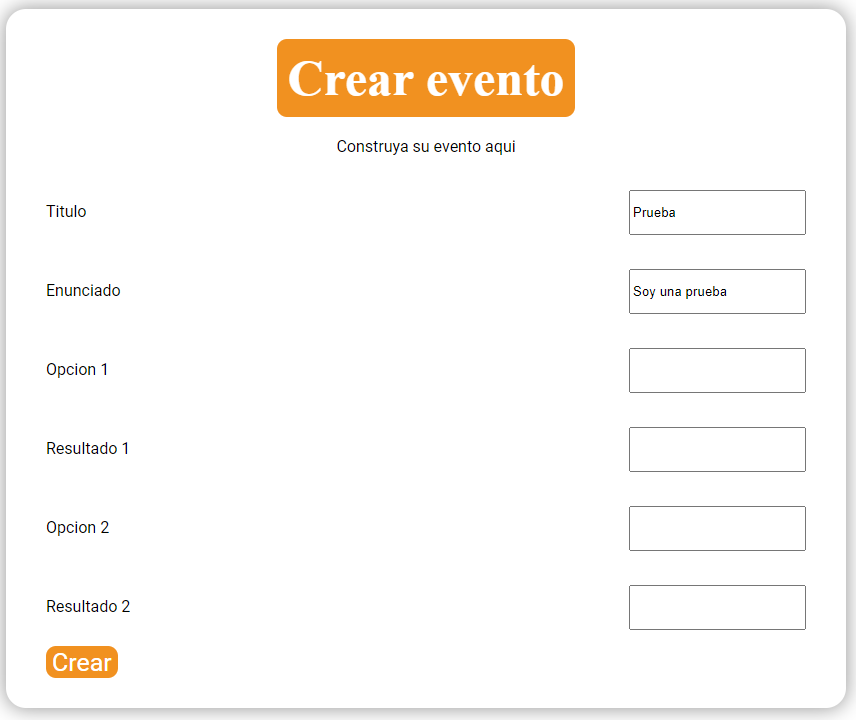 Crear evento
Construya su evento aqui
Titulo
Prueba
Enunciado
Soy una prueba
Opcion 1
Resultado 1
Opcion 2
Resultado 2
Crear